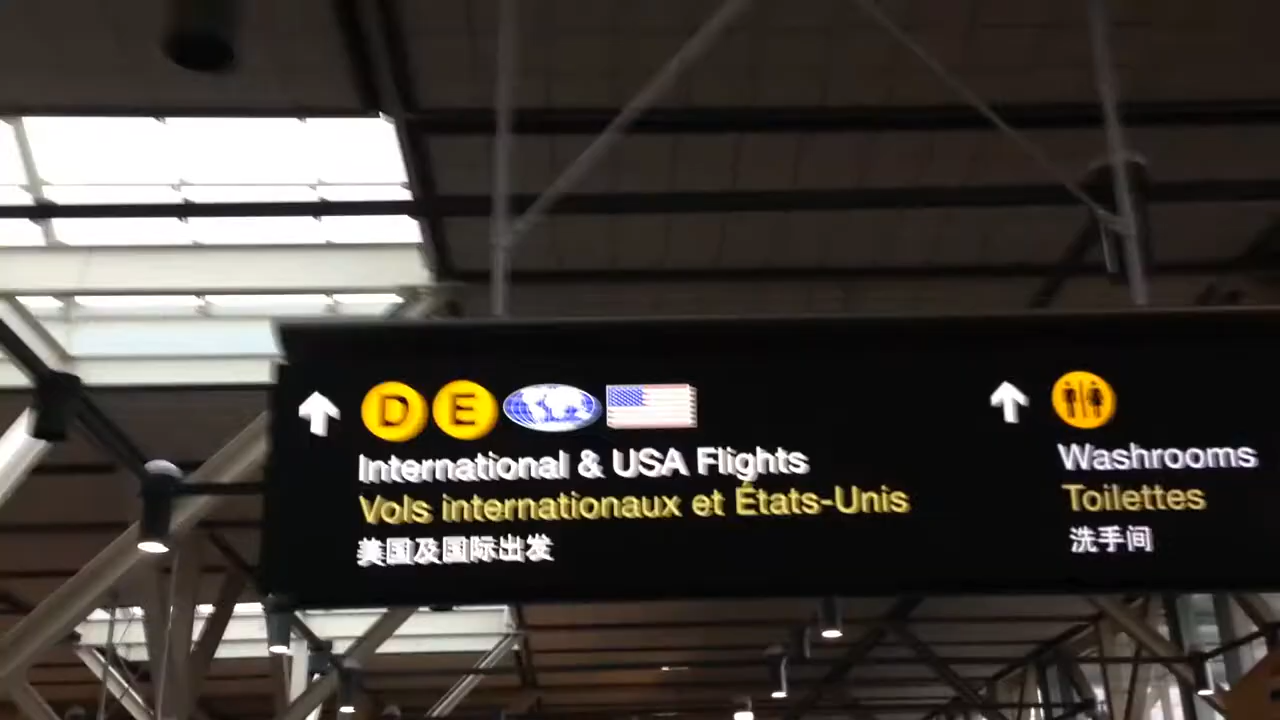 D E
International & USA Flights
Vols internationaux et États-Unis
美国及国际出发
Washrooms
Toilettes
洗手间